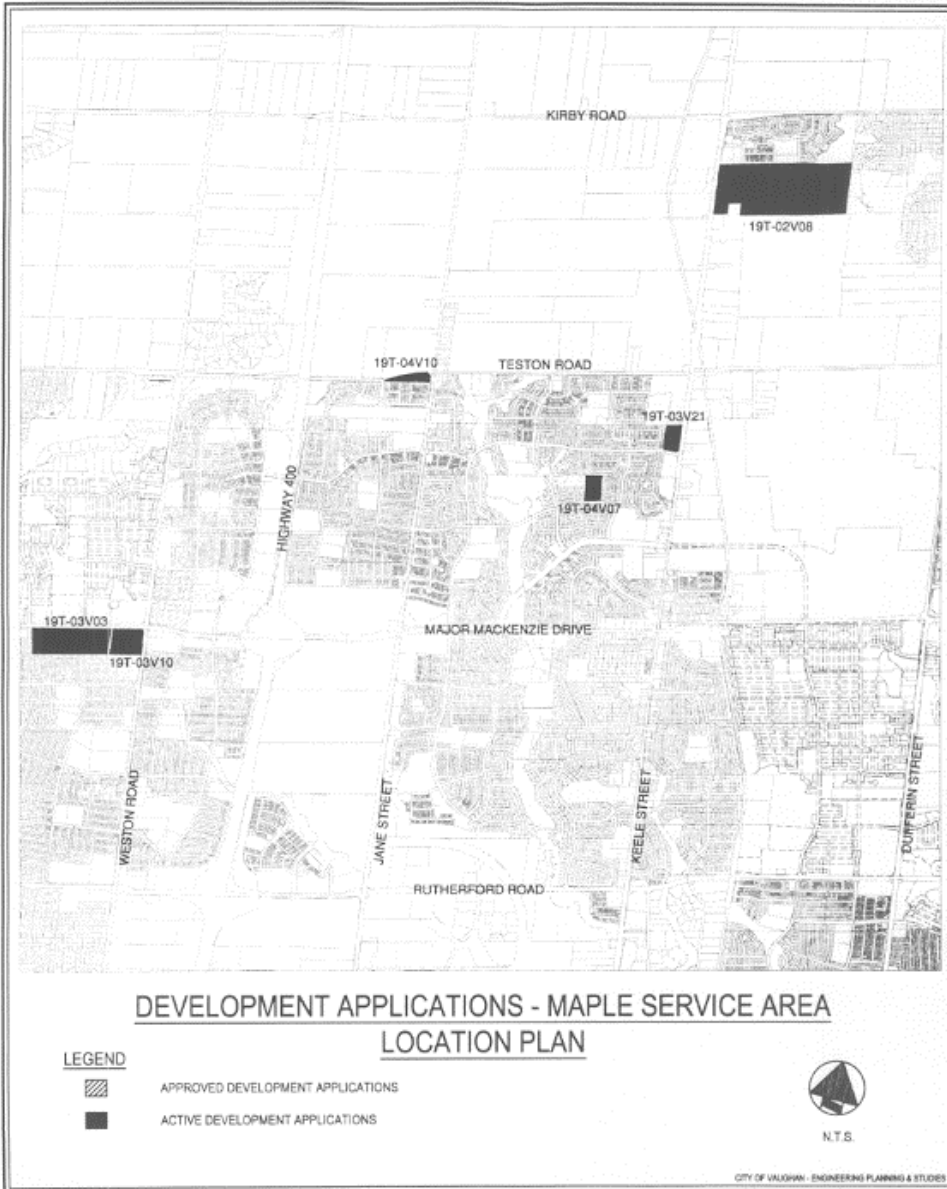 KIRBY ROAD
19T-02V08
19T-04V10
TESTON ROAD
19T-03V21
19T-04V07
HIGHWAY 400
19T-03V03
19T-03V10
MAJOR MACKENZIE DRIVE
WESTON ROAD
JANE STREET
KEELE STREET
DUFFERIN STREET
RUTHERFORD ROAD
DEVELOPMENT APPLICATIONS - MAPLE SERVICE AREA
LOCATION PLAN
LEGEND
APPROVED DEVELOPMENT APPLICATIONS
ACTIVE DEVELOPMENT APPLICATIONS
N.T.S.
CITY OF VAUGHAN - ENGINEERING PLANNING & STUDIES